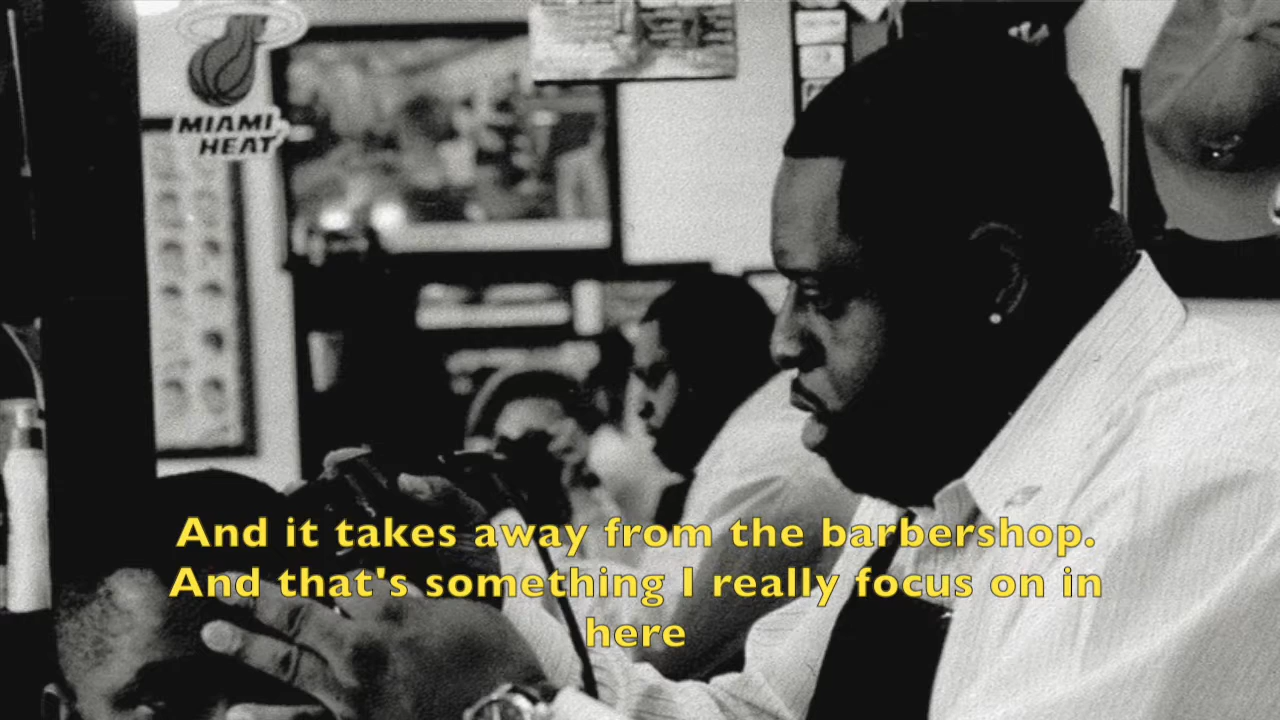 MIAMI
HEAT
And it takes away from the barbershop.
And that's something I really focus on in
here